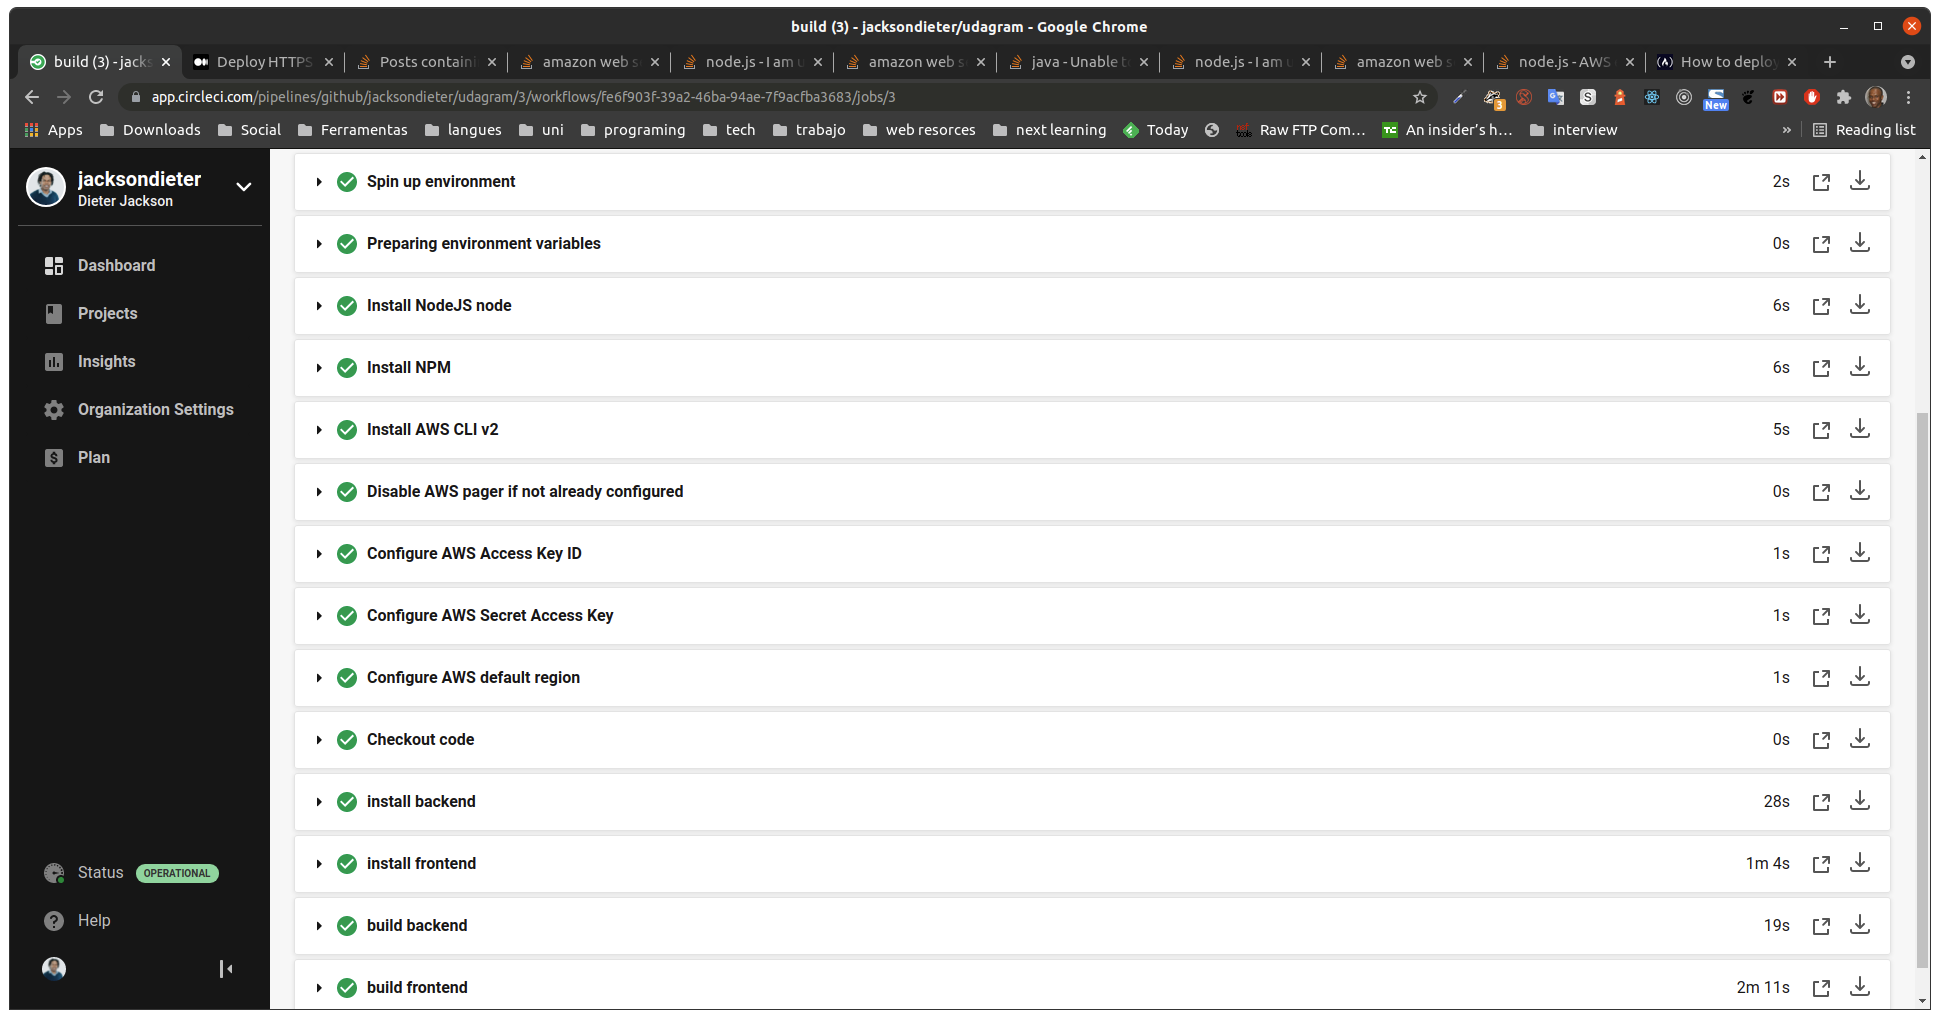 build (3) - jacksondieter/udagram - Google Chrome
build (3) - jacks Deploy HTTPS Posts contain amazon web s node.js - I am u amazon web s java - Unable t node.js - I am u amazon web s node.js - AWS How to deploy
app.circleci.com/pipelines/github/jacksondieter/udagram/3/workflows/fe6f903f-39a2-46ba-94ae-7f9acfba3683/jobs/3
3 New
Apps Downloads Social Ferramentas langues uni programing tech trabajo web resorces next learning Today Raw FTP Com... An insider's h... interview » Reading list
jacksondieter
Dieter Jackson
Dashboard
Projects
Insights
Organization Settings
Plan
Status OPERATIONAL
Help
Spin up environment 2s
Preparing environment variables 0s
Install NodeJS node 6s
Install NPM 6s
Install AWS CLI v2 5s
Disable AWS pager if not already configured 0s
Configure AWS Access Key ID 1s
Configure AWS Secret Access Key 1s
Configure AWS default region 1s
Checkout code 0s
install backend 28s
install frontend 1m 4s
build backend 19s
build frontend 2m 11s